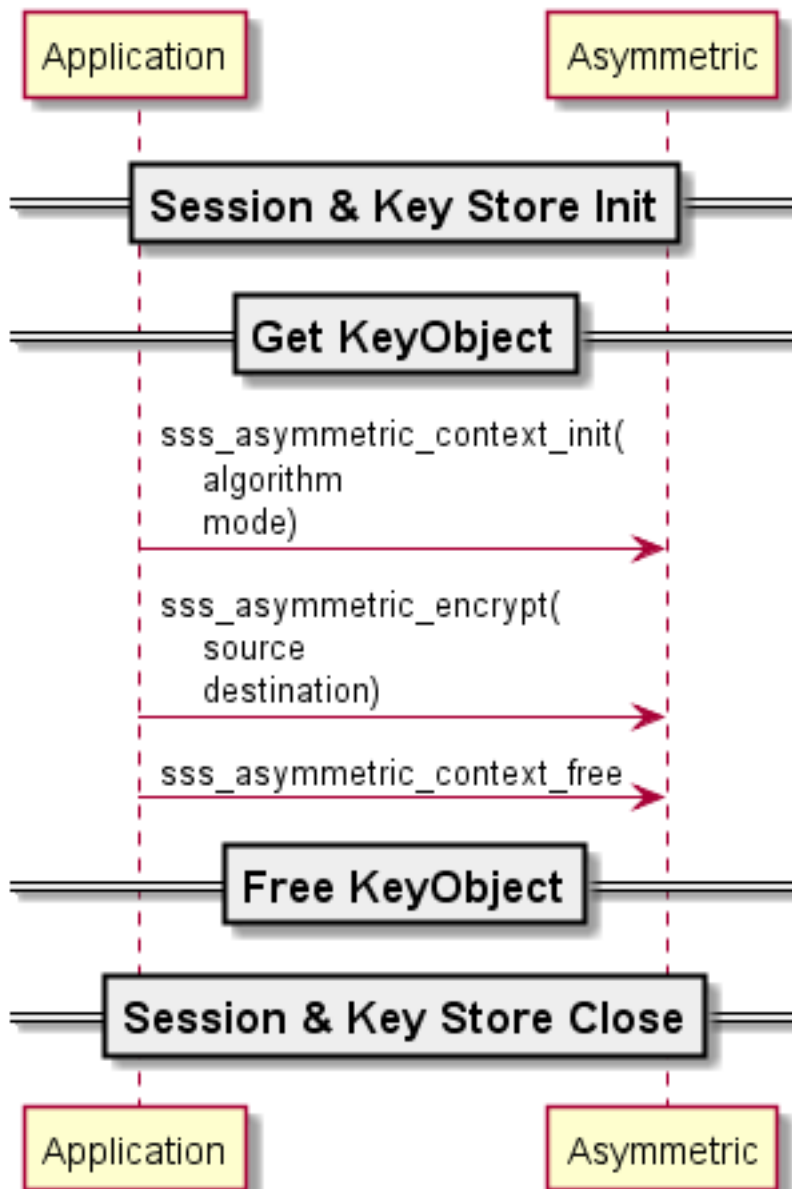 Application
Asymmetric
Session & Key Store Init
Get KeyObject
sss_asymmetric_context_init(
algorithm
mode)
sss_asymmetric_encrypt(
source
destination)
sss_asymmetric_context_free
Free KeyObject
Session & Key Store Close
Application
Asymmetric